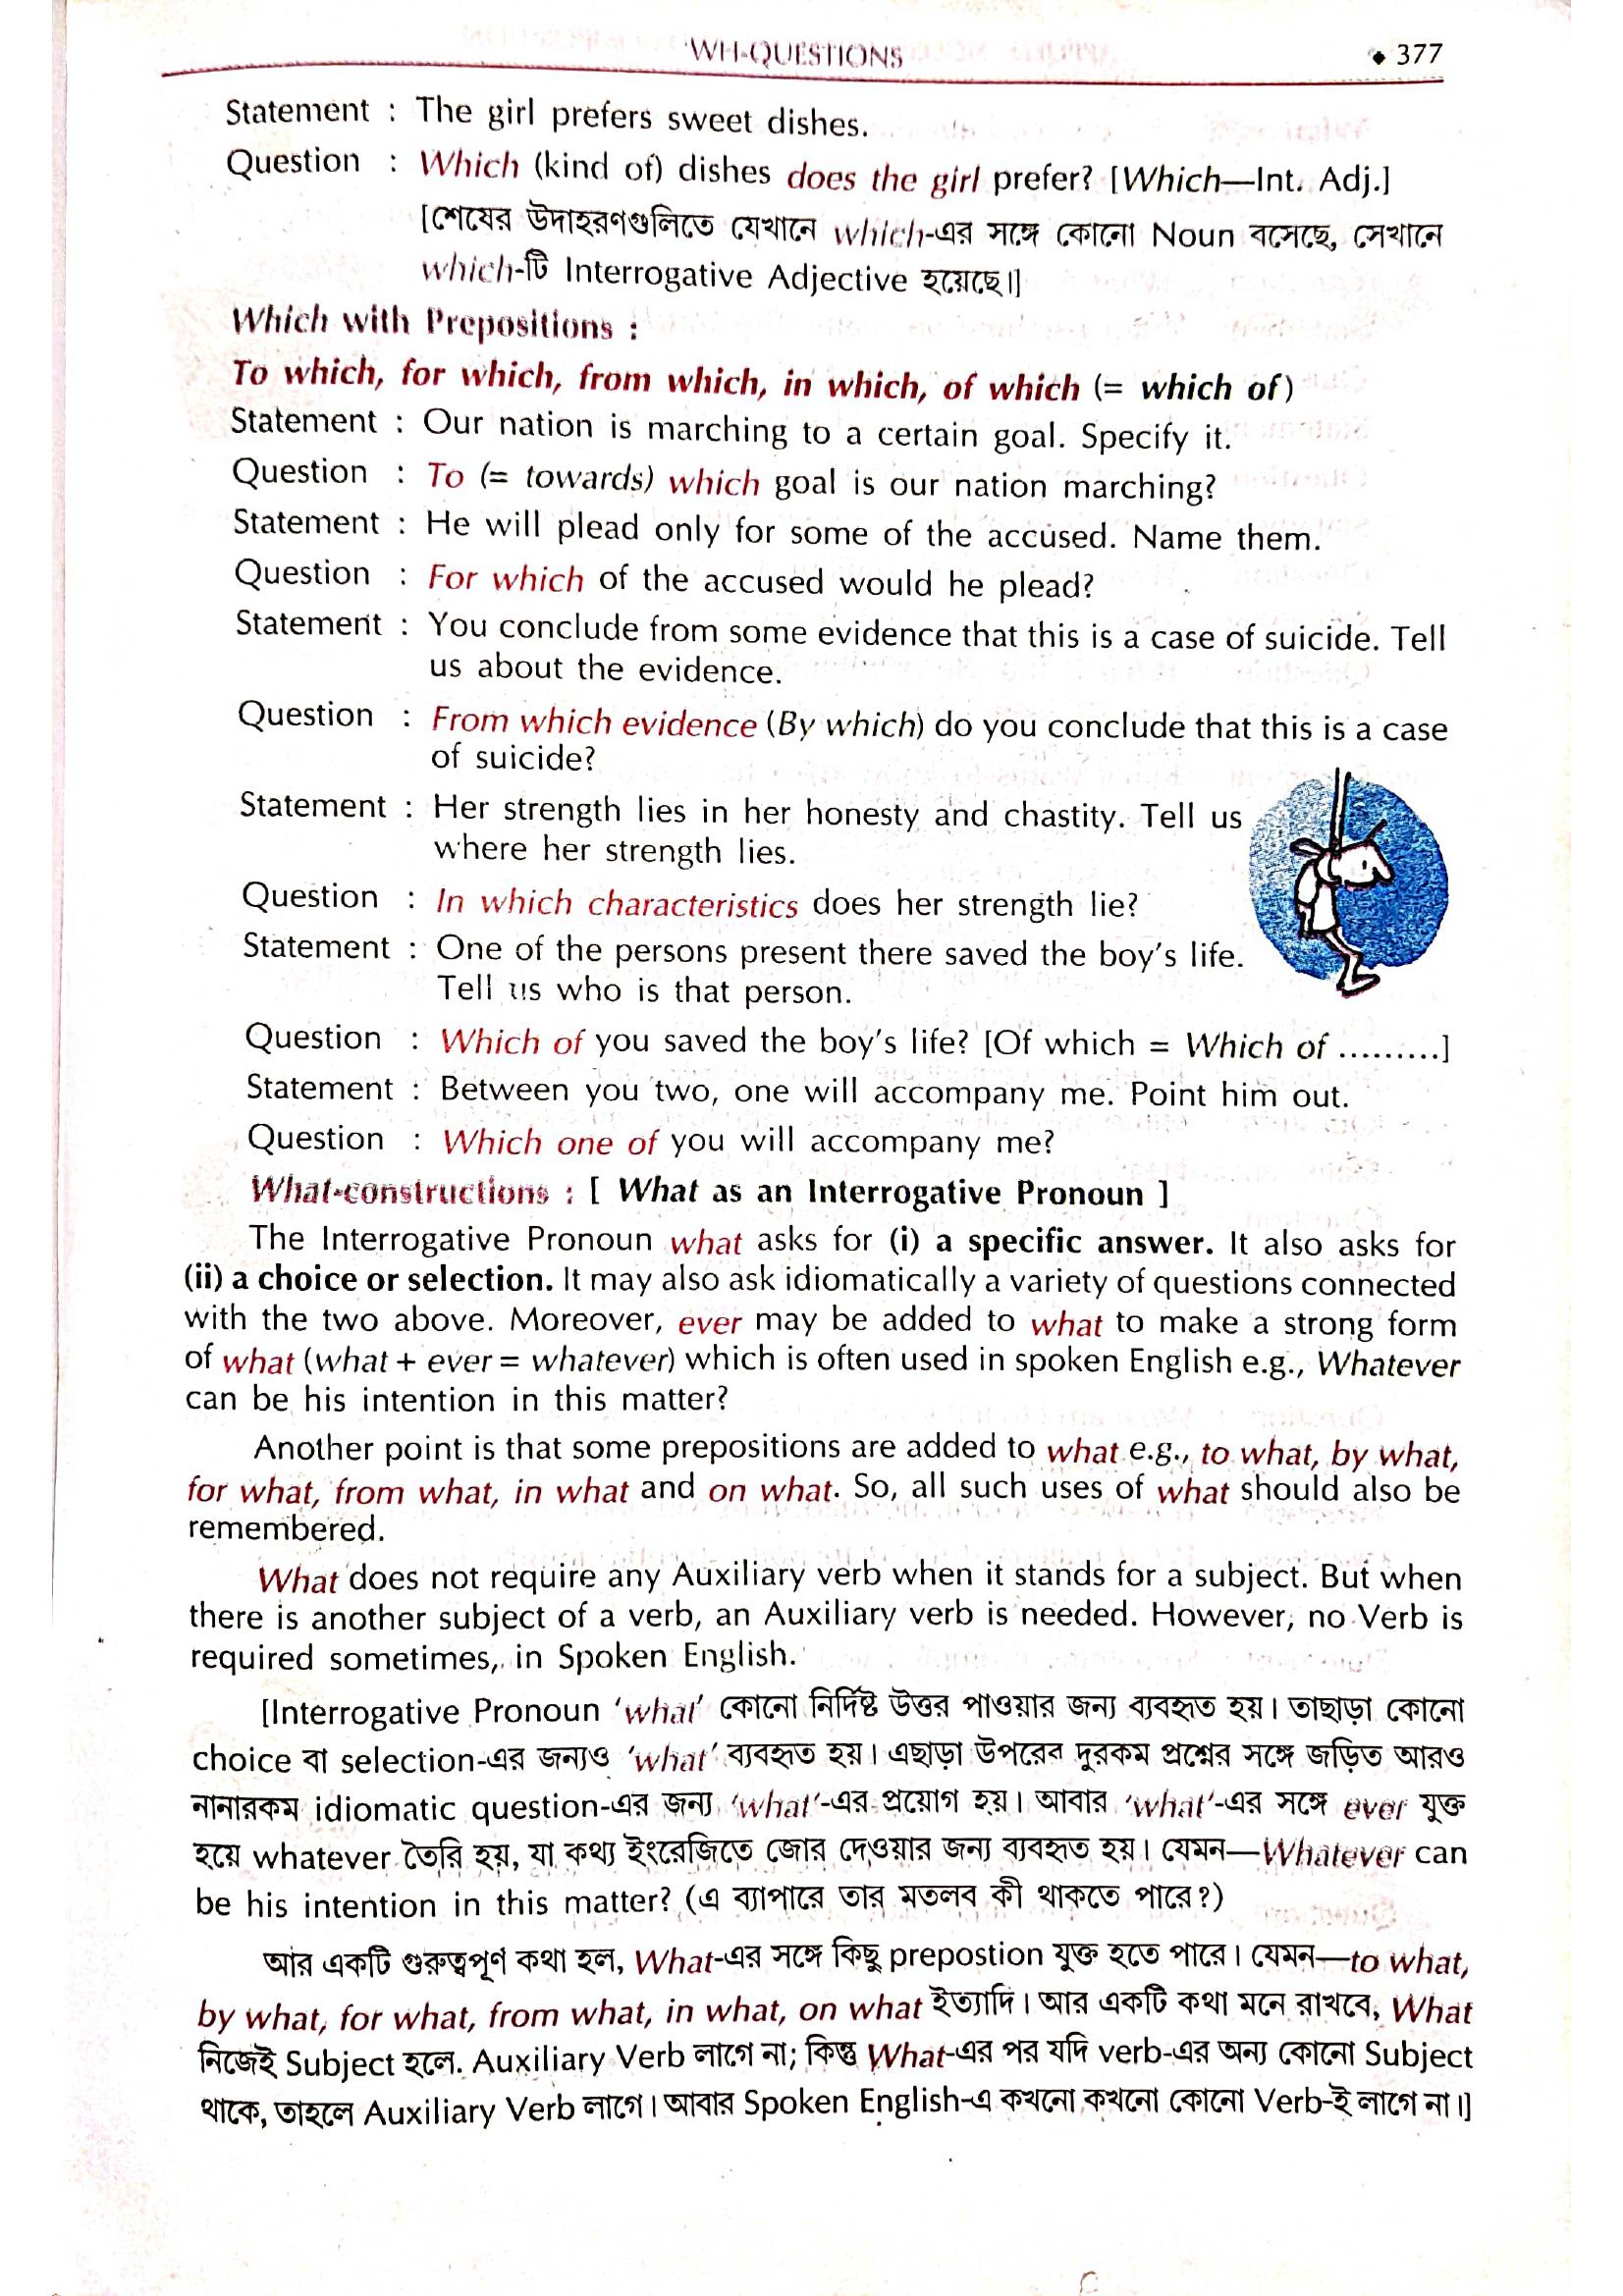 WH-QUESTIONS ◆ 377
Statement : The girl prefers sweet dishes.
Question : Which (kind of) dishes does the girl prefer? [Which—Int. Adj.]
[শেষের উদাহরণগুলিতে যেখানে which-এর সঙ্গে কোনো Noun বসেছে, সেখানে
which-টি Interrogative Adjective হয়েছে।]
Which with Prepositions :
To which, for which, from which, in which, of which (= which of)
Statement : Our nation is marching to a certain goal. Specify it.
Question : To (= towards) which goal is our nation marching?
Statement : He will plead only for some of the accused. Name them.
Question : For which of the accused would he plead?
Statement : You conclude from some evidence that this is a case of suicide. Tell
us about the evidence.
Question : From which evidence (By which) do you conclude that this is a case
of suicide?
Statement : Her strength lies in her honesty and chastity. Tell us
where her strength lies.
Question : In which characteristics does her strength lie?
Statement : One of the persons present there saved the boy's life.
Tell us who is that person.
Question : Which of you saved the boy's life? [Of which = Which of .........]
Statement : Between you two, one will accompany me. Point him out.
Question : Which one of you will accompany me?
What-constructions : [ What as an Interrogative Pronoun ]
The Interrogative Pronoun what asks for (i) a specific answer. It also asks for
(ii) a choice or selection. It may also ask idiomatically a variety of questions connected
with the two above. Moreover, ever may be added to what to make a strong form
of what (what + ever = whatever) which is often used in spoken English e.g., Whatever
can be his intention in this matter?
Another point is that some prepositions are added to what e.g., to what, by what,
for what, from what, in what and on what. So, all such uses of what should also be
remembered.
What does not require any Auxiliary verb when it stands for a subject. But when
there is another subject of a verb, an Auxiliary verb is needed. However, no Verb is
required sometimes, in Spoken English.
[Interrogative Pronoun 'what' কোনো নির্দিষ্ট উত্তর পাওয়ার জন্য ব্যবহৃত হয়। তাছাড়া কোনো
choice বা selection-এর জন্যও 'what' ব্যবহৃত হয়। এছাড়া উপরের দুরকম প্রশ্নের সঙ্গে জড়িত আরও
নানারকম idiomatic question-এর জন্য 'what'-এর প্রয়োগ হয়। আবার 'what'-এর সঙ্গে ever যুক্ত
হয়ে whatever তৈরি হয়, যা কথ্য ইংরেজিতে জোর দেওয়ার জন্য ব্যবহৃত হয়। যেমন—Whatever can
be his intention in this matter? (এ ব্যাপারে তার মতলব কী থাকতে পারে?)
আর একটি গুরুত্বপূর্ণ কথা হল, What-এর সঙ্গে কিছু prepostion যুক্ত হতে পারে। যেমন—to what,
by what, for what, from what, in what, on what ইত্যাদি। আর একটি কথা মনে রাখবে, What
নিজেই Subject হলে. Auxiliary Verb লাগে না; কিন্তু What-এর পর যদি verb-এর অন্য কোনো Subject
থাকে, তাহলে Auxiliary Verb লাগে। আবার Spoken English-এ কখনো কখনো কোনো Verb-ই লাগে না।]